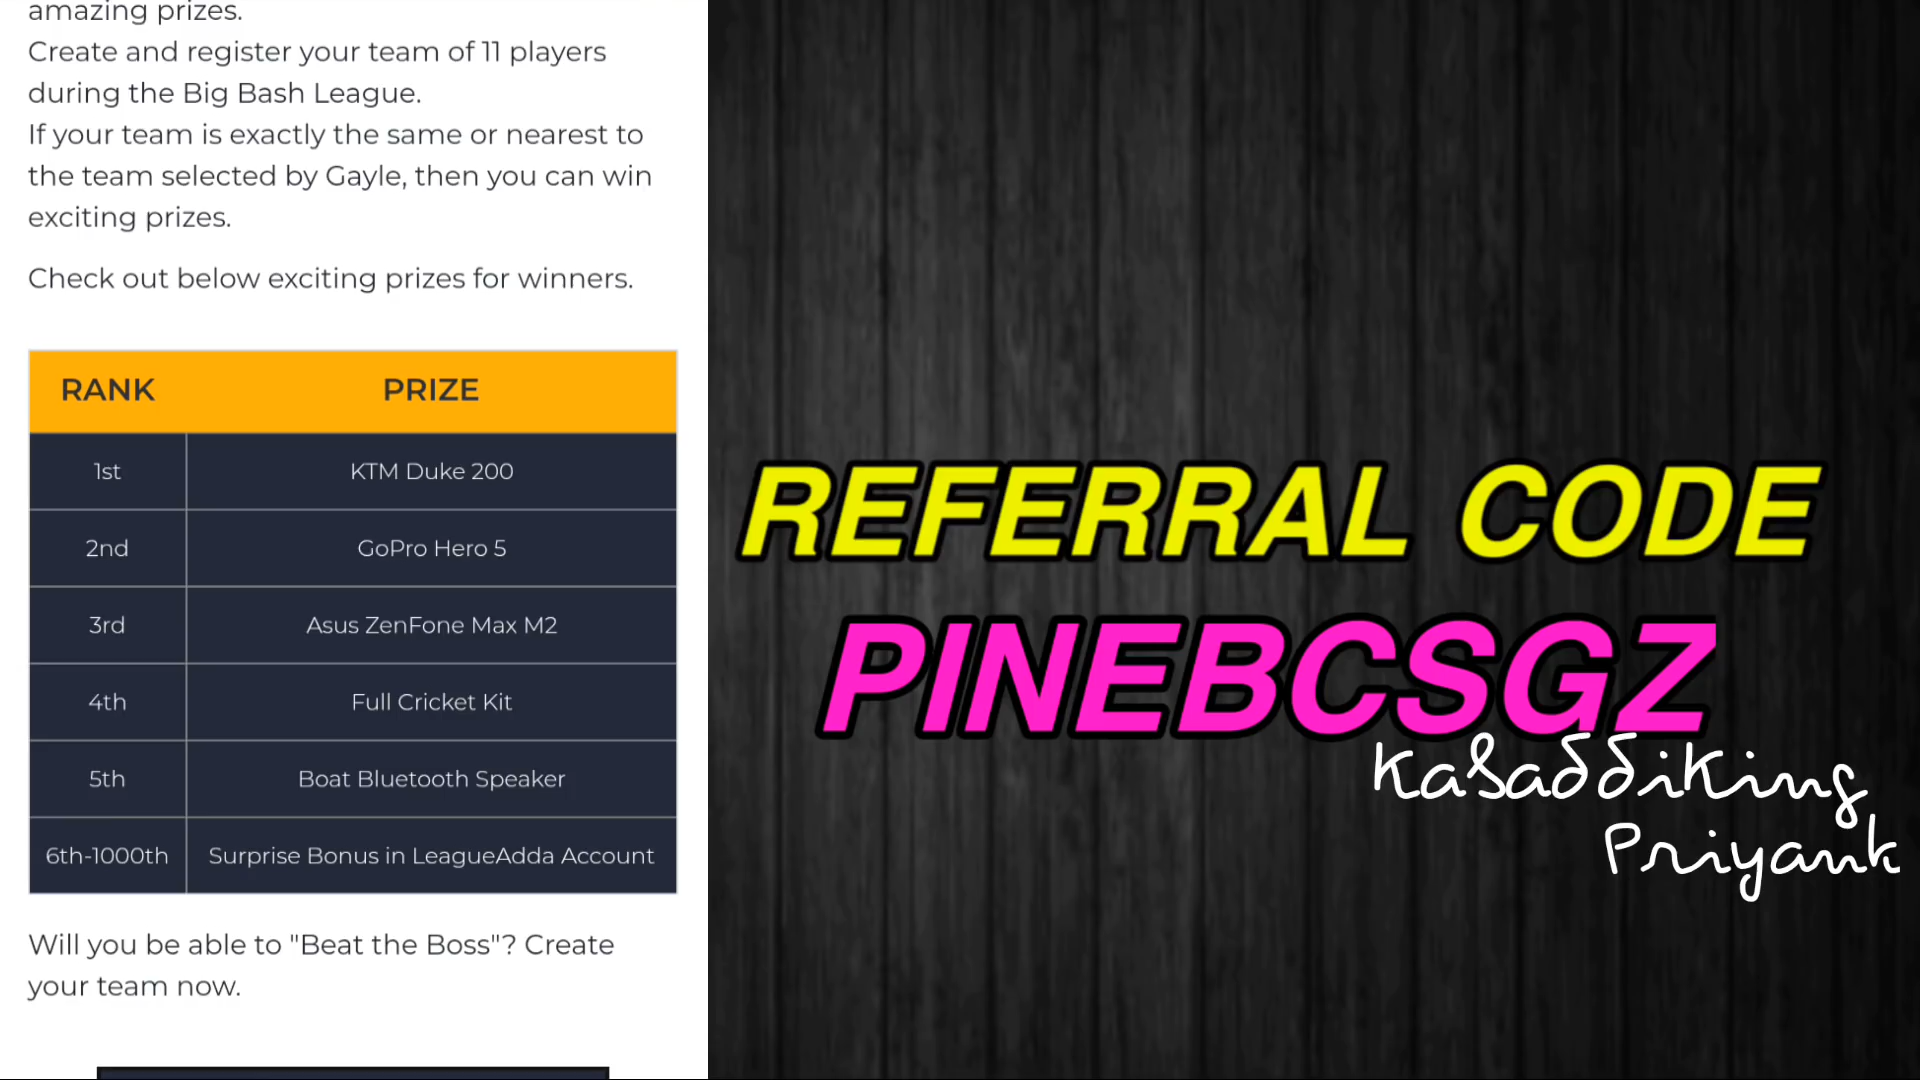 amazing prizes.
Create and register your team of 11 players
during the Big Bash League.
If your team is exactly the same or nearest to
the team selected by Gayle, then you can win
exciting prizes.
Check out below exciting prizes for winners.
RANK PRIZE
1st KTM Duke 200
2nd GoPro Hero 5
3rd Asus ZenFone Max M2
4th Full Cricket Kit
5th Boat Bluetooth Speaker
6th-1000th Surprise Bonus in LeagueAdda Account
Will you be able to "Beat the Boss"? Create
your team now.
REFERRAL CODE
PINEBCSGZ
KabaddiKing
Priyank